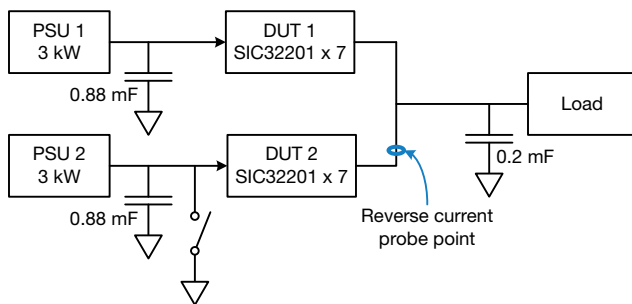 PSU 1
3 kW
DUT 1
SIC32201 x 7
0.88 mF
Load
PSU 2
3 kW
DUT 2
SIC32201 x 7
0.2 mF
0.88 mF
Reverse current
probe point